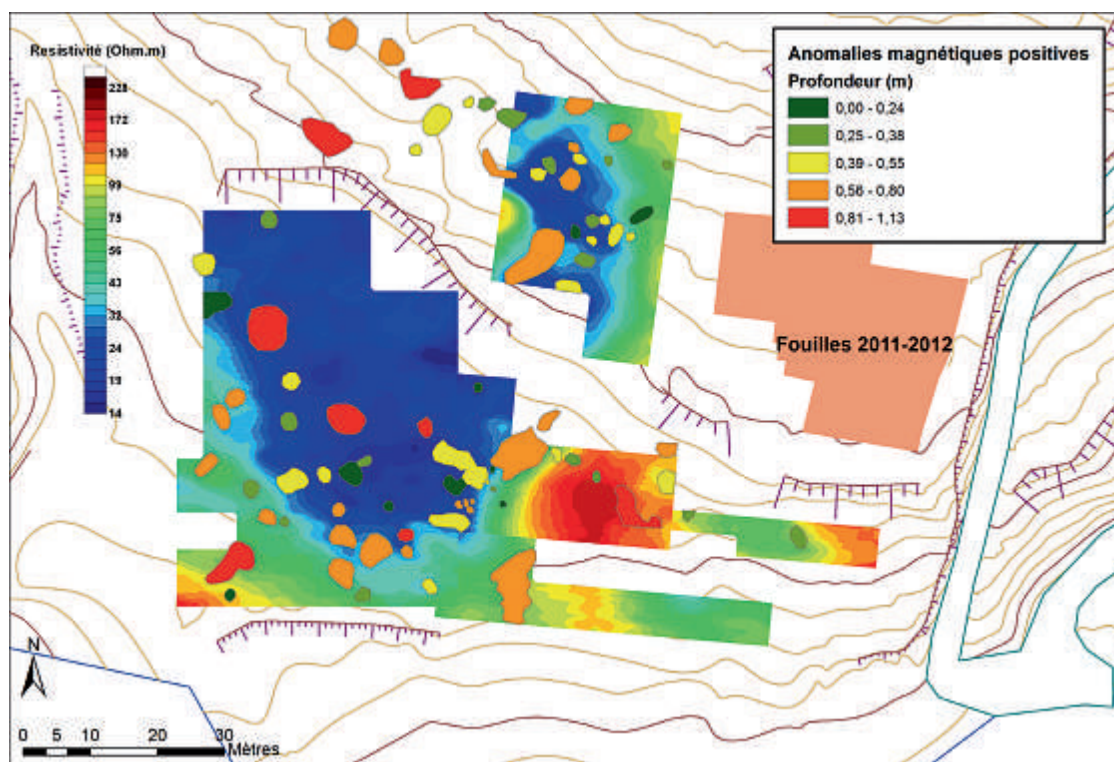 Resistivité (Ohm.m)
228
172
130
99
75
56
43
32
24
19
14
Anomalies magnétiques positives
Profondeur (m)
0,00 - 0,24
0,25 - 0,38
0,39 - 0,55
0,56 - 0,80
0,81 - 1,13
Fouilles 2011-2012
N
0 5 10 20 30
Mètres